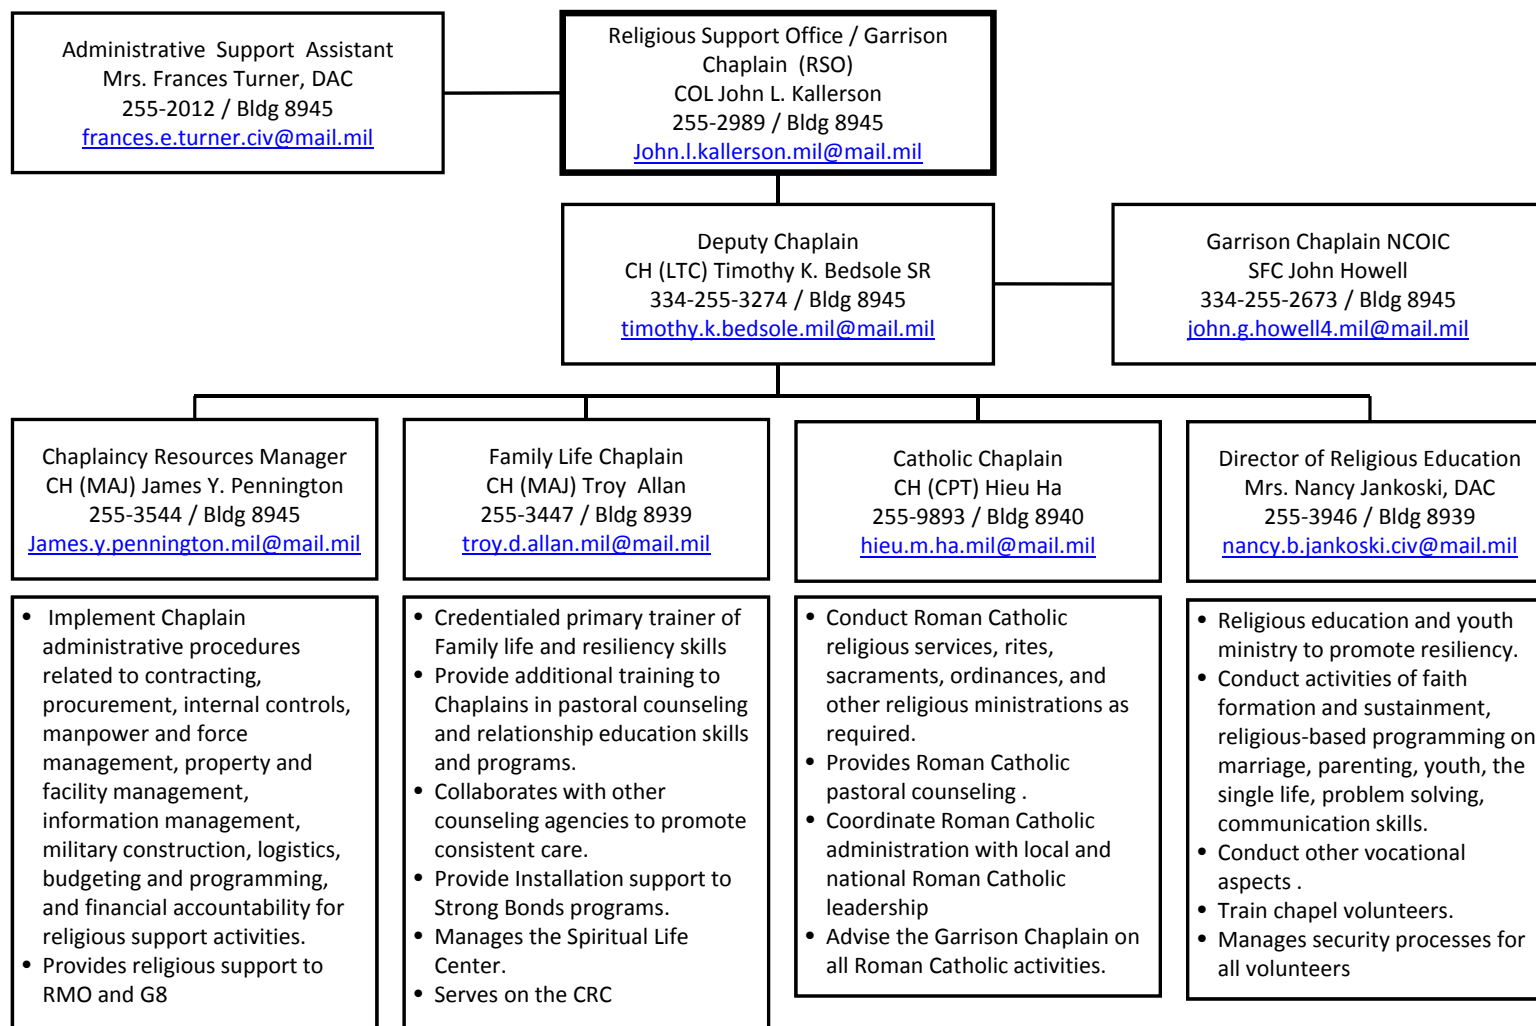 Administrative  Support  Assistant
Mrs. Frances Turner, DAC
255-2012 / Bldg 8945
frances.e.turner.civ@mail.mil
Religious Support Office / Garrison
Chaplain  (RSO)
COL John L. Kallerson
255-2989 / Bldg 8945
John.l.kallerson.mil@mail.mil
Deputy Chaplain
CH (LTC) Timothy K. Bedsole SR
334-255-3274 / Bldg 8945
timothy.k.bedsole.mil@mail.mil
Garrison Chaplain NCOIC
SFC John Howell
334-255-2673 / Bldg 8945
john.g.howell4.mil@mail.mil
Chaplaincy Resources Manager
CH (MAJ) James Y. Pennington
255-3544 / Bldg 8945
James.y.pennington.mil@mail.mil
Family Life Chaplain
CH (MAJ) Troy  Allan
255-3447 / Bldg 8939
troy.d.allan.mil@mail.mil
Catholic Chaplain
CH (CPT) Hieu Ha
255-9893 / Bldg 8940
hieu.m.ha.mil@mail.mil
Director of Religious Education
Mrs. Nancy Jankoski, DAC
255-3946 / Bldg 8939
nancy.b.jankoski.civ@mail.mil
• Implement Chaplain
administrative procedures
related to contracting,
procurement, internal controls,
manpower and force
management, property and
facility management,
information management,
military construction, logistics,
budgeting and programming,
and financial accountability for
religious support activities.
• Provides religious support to
RMO and G8
• Credentialed primary trainer of
Family life and resiliency skills
• Provide additional training to
Chaplains in pastoral counseling
and relationship education skills
and programs.
• Collaborates with other
counseling agencies to promote
consistent care.
• Provide Installation support to
Strong Bonds programs.
• Manages the Spiritual Life
Center.
• Serves on the CRC
• Conduct Roman Catholic
religious services, rites,
sacraments, ordinances, and
other religious ministrations as
required.
• Provides Roman Catholic
pastoral counseling .
• Coordinate Roman Catholic
administration with local and
national Roman Catholic
leadership
• Advise the Garrison Chaplain on
all Roman Catholic activities.
• Religious education and youth
ministry to promote resiliency.
• Conduct activities of faith
formation and sustainment,
religious-based programming on
marriage, parenting, youth, the
single life, problem solving,
communication skills.
• Conduct other vocational
aspects .
• Train chapel volunteers.
• Manages security processes for
all volunteers